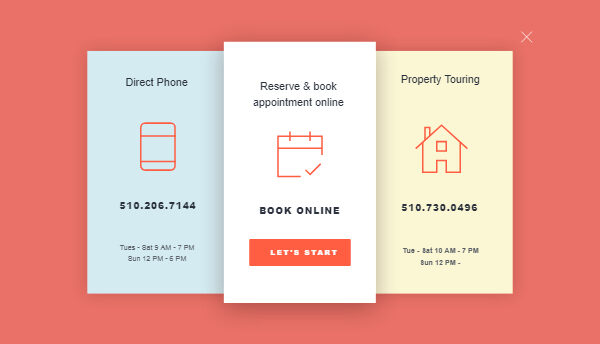 Direct Phone
510.206.7144
Tues - Sat 9 AM - 7 PM
Sun 12 PM - 6 PM
Reserve & book
appointment online
BOOK ONLINE
LET'S START
Property Touring
510.730.0496
Tue - Sat 10 AM - 7 PM
Sun 12 PM -